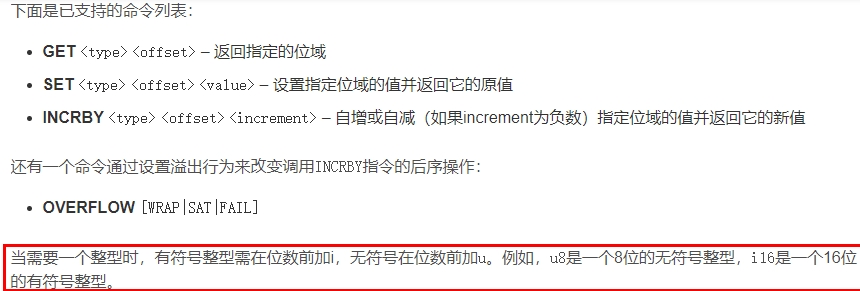 下面是已支持的命令列表：
• GET <type> <offset> – 返回指定的位域
• SET <type> <offset> <value> – 设置指定位域的值并返回它的原值
• INCRBY <type> <offset> <increment> – 自增或自减（如果increment为负数）指定位域的值并返回它的新值
还有一个命令通过设置溢出行为来改变调用INCRBY指令的后序操作：
• OVERFLOW [WRAP|SAT|FAIL]
当需要一个整型时，有符号整型需在位数前加i，无符号在位数前加u。例如，u8是一个8位的无符号整型，i16是一个16位
的有符号整型。